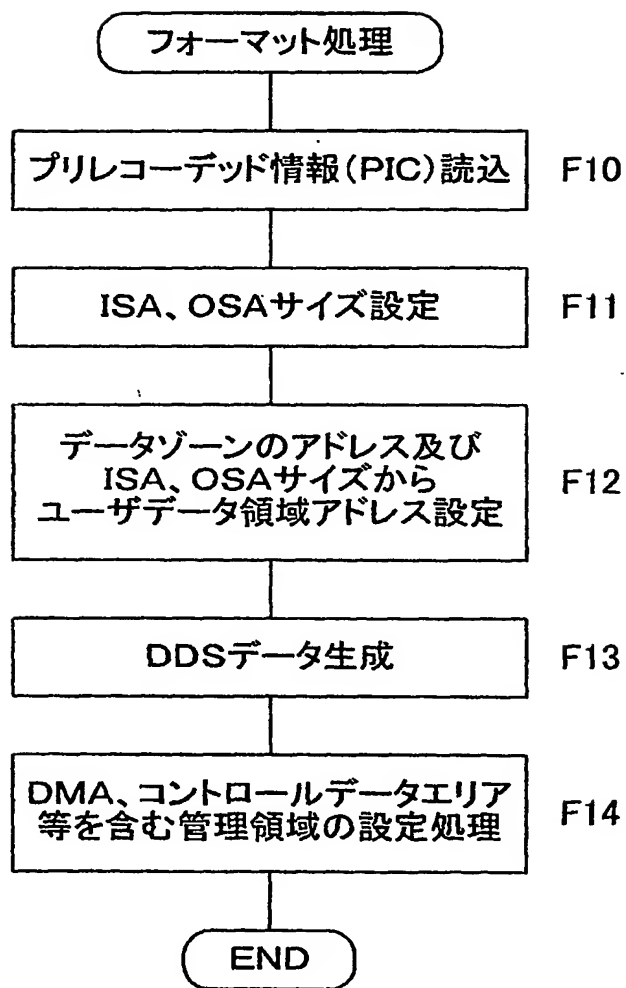 フォーマット処理
プリレコーデッド情報(PIC)読込 F10
ISA、OSAサイズ設定 F11
データゾーンのアドレス及び
ISA、OSAサイズから F12
ユーザデータ領域アドレス設定
DDSデータ生成 F13
DMA、コントロールデータエリア
等を含む管理領域の設定処理 F14
END